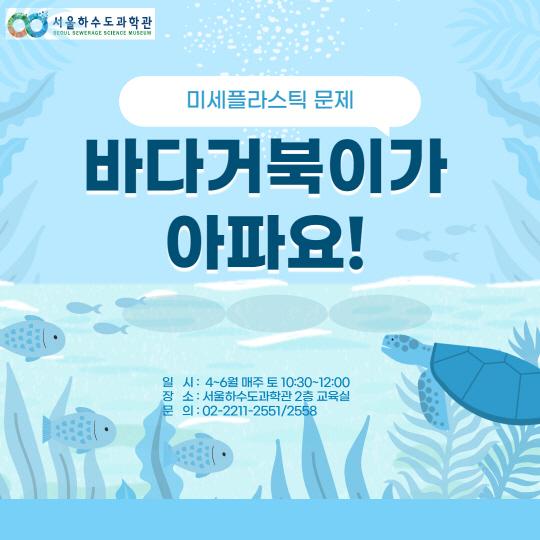 서울하수도과학관
SEOUL SEWERAGE SCIENCE MUSEUM
미세플라스틱 문제
바다거북이가
아파요!
일 시 : 4~6월 매주 토 10:30~12:00
장 소 : 서울하수도과학관 2층 교육실
문 의 : 02-2211-2551/2558